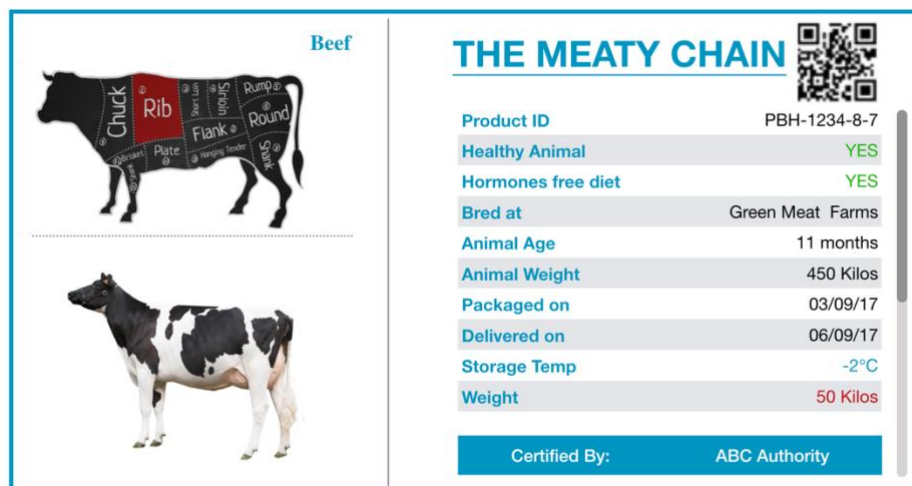 Beef
Chuck
Rib
Short Loin
Sirloin
Rump
Round
Flank
Plate
Brisket
Hanging Tender
Shank
Shank
THE MEATY CHAIN
Product ID PBH-1234-8-7
Healthy Animal YES
Hormones free diet YES
Bred at Green Meat Farms
Animal Age 11 months
Animal Weight 450 Kilos
Packaged on 03/09/17
Delivered on 06/09/17
Storage Temp -2°C
Weight 50 Kilos
Certified By: ABC Authority